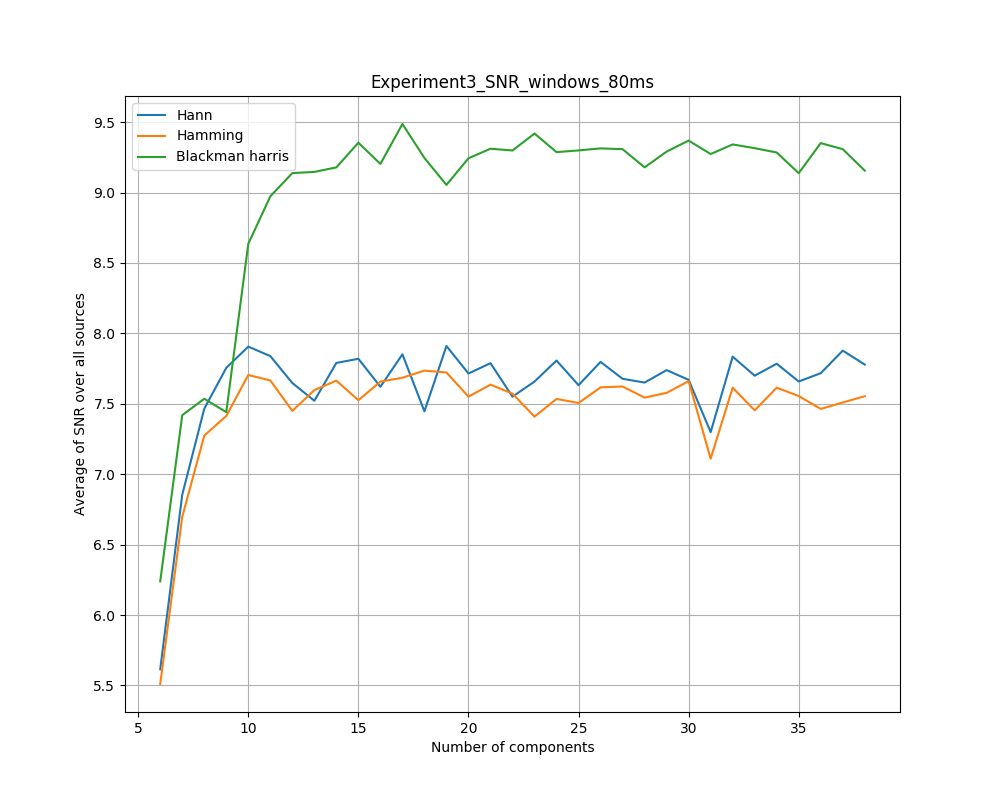 Experiment3_SNR_windows_80ms
Hann
Hamming
Blackman harris
9.5
9.0
8.5
8.0
7.5
7.0
6.5
6.0
5.5
Average of SNR over all sources
5 10 15 20 25 30 35
Number of components